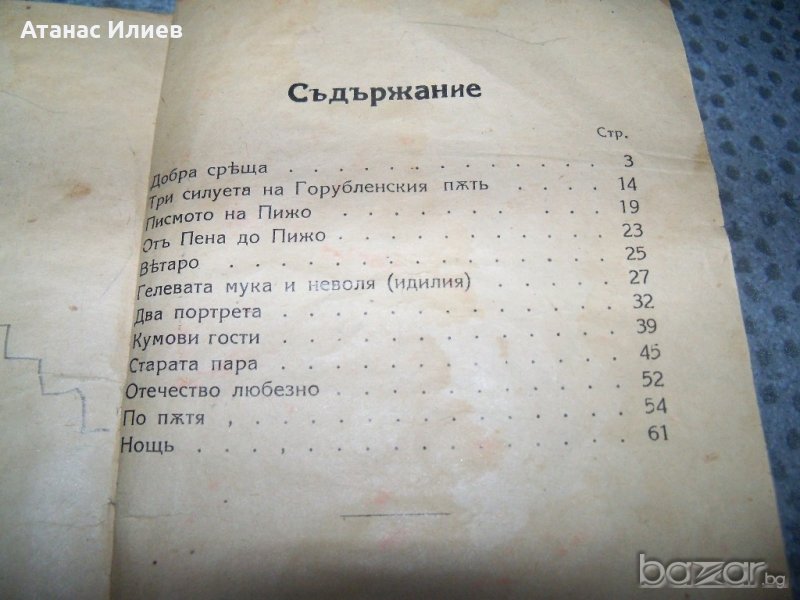 Атанас Илиев
Съдържание
Стр.
Добра срѣща . . . . . . . . . . . . . 3
Три силуета на Горубленския пѫть . . . . 14
Писмото на Пижо . . . . . . . . . . . 19
Отъ Пена до Пижо . . . . . . . . . . . 23
Вѣтаро . . . . . . . . . . . . . . . 25
Гелевата мука и неволя (идилия) . . . . . 27
Два портрета . . . . . . . . . . . . . 32
Кумови гости . . . . . . . . . . . . . 39
Старата пара . . . . . . . . . . . . . 45
Отечество любезно . . . . . . . . . . . 52
По пѫтя , . . . . . . . . . . . . . . 54
Нощь . . , . . . . . . . . . . . . . 61
bazar.bg